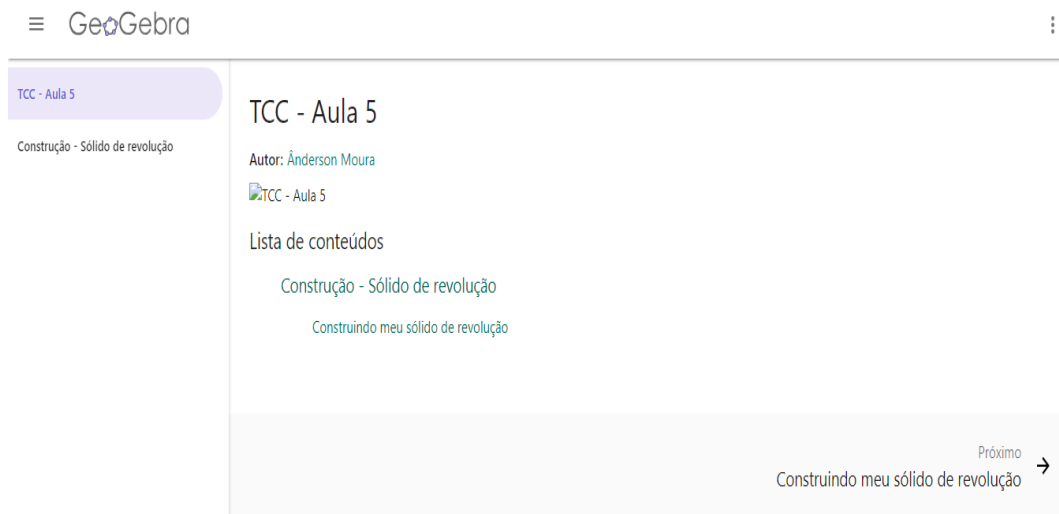 GeoGebra
TCC - Aula 5
Construção - Sólido de revolução
TCC - Aula 5
Autor: Ânderson Moura
TCC - Aula 5
Lista de conteúdos
Construção - Sólido de revolução
Construindo meu sólido de revolução
Próximo
Construindo meu sólido de revolução